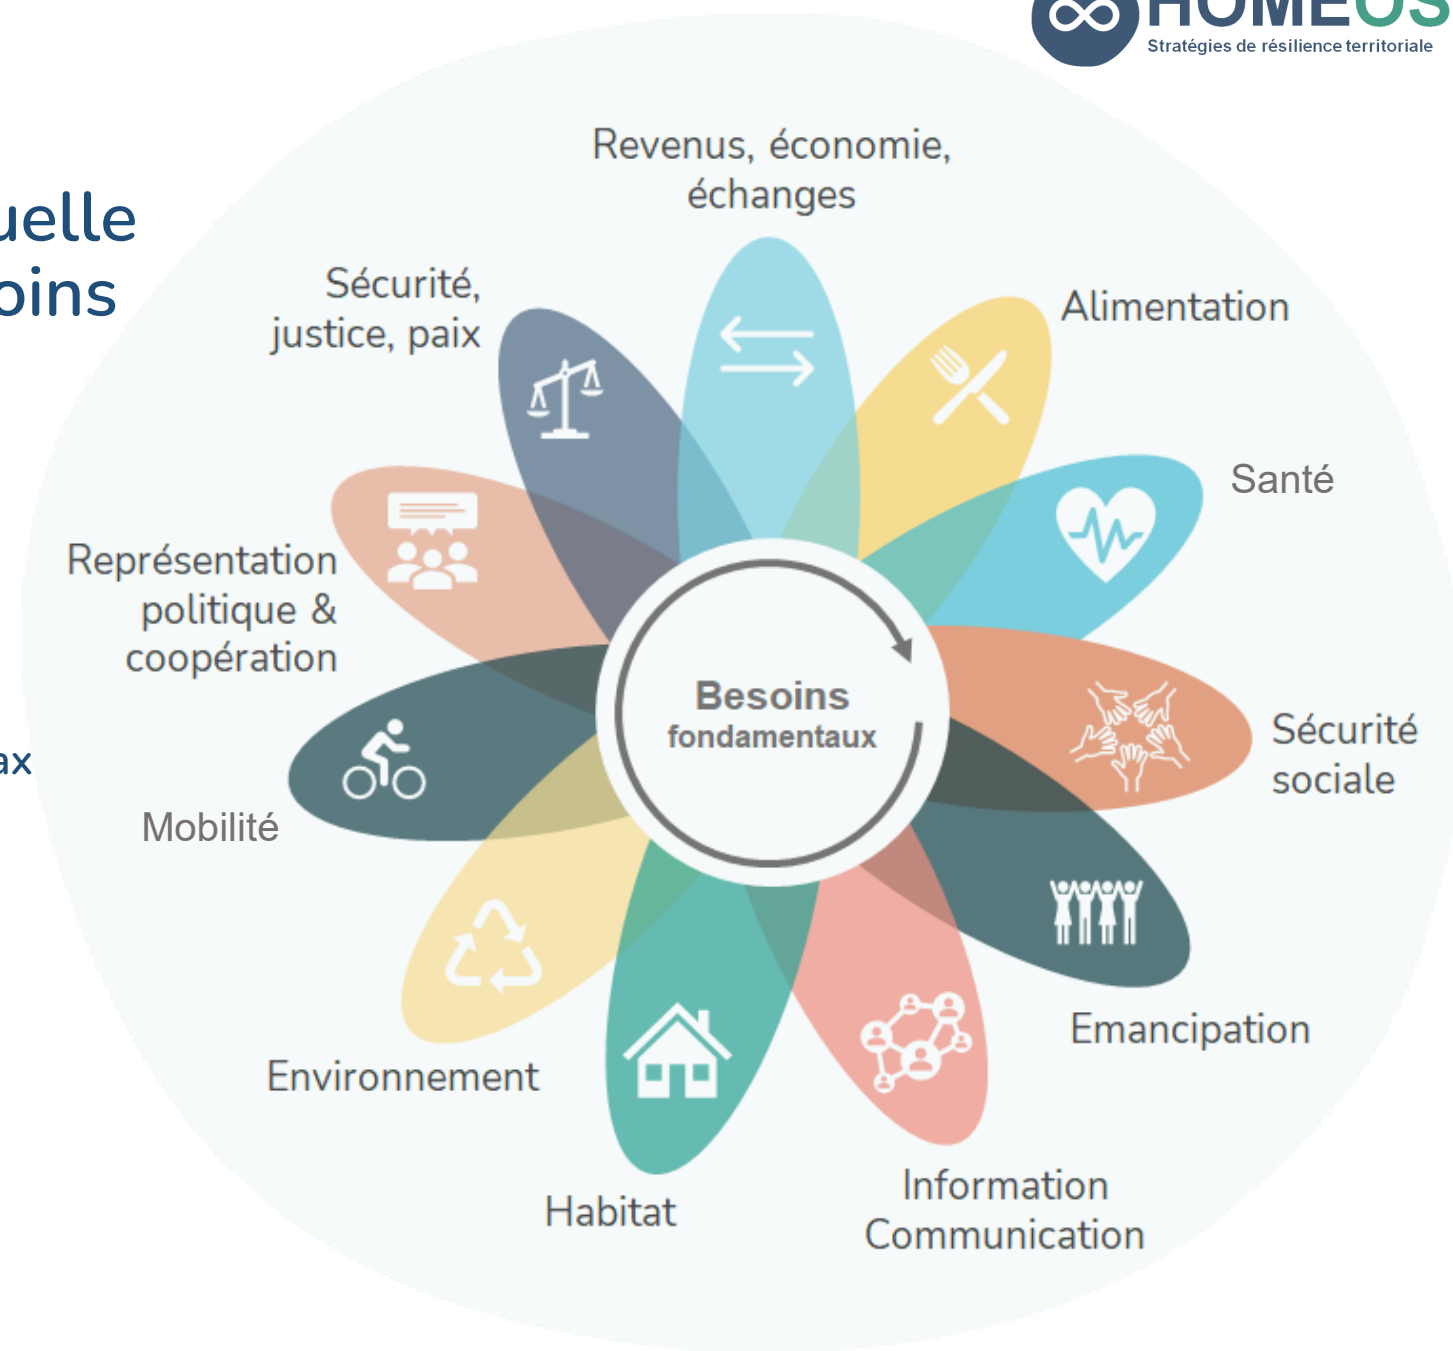 HOMEOS
Stratégies de résilience territoriale
Revenus, économie,
échanges
Sécurité,
justice, paix
Alimentation
Santé
Représentation
politique &
coopération
Besoins
fondamentaux
Sécurité
sociale
Mobilité
Emancipation
Environnement
Information
Communication
Habitat